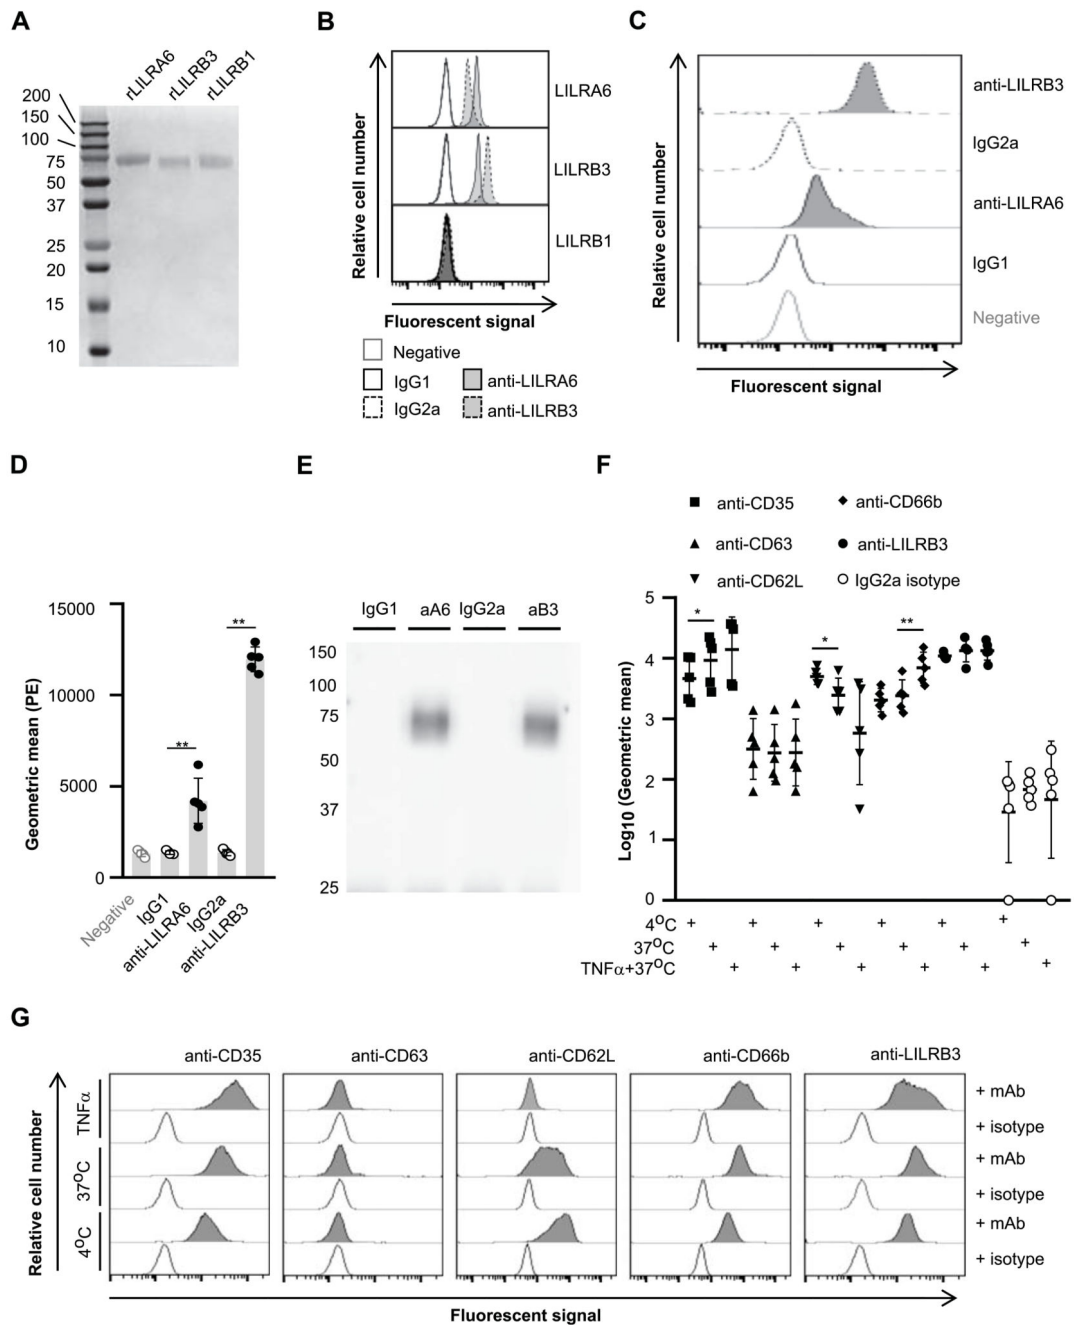 A
rLILRA6
rLILRB3
rLILRB1
200
150
100
75
50
37
25
20
15
10
B
Relative cell number
LILRA6
LILRB3
LILRB1
Fluorescent signal
Negative
IgG1
anti-LILRA6
IgG2a
anti-LILRB3
C
Relative cell number
anti-LILRB3
IgG2a
anti-LILRA6
IgG1
Negative
Fluorescent signal
D
Geometric mean (PE)
15000
10000
5000
0
**
**
Negative
IgG1
anti-LILRA6
IgG2a
anti-LILRB3
E
IgG1 aA6 IgG2a aB3
150
100
75
50
37
25
F
anti-CD35
anti-CD66b
anti-CD63
anti-LILRB3
anti-CD62L
IgG2a isotype
Log10 (Geometric mean)
5
4
3
2
1
0
*
*
**
4ºC + + + + + +
37ºC + + + + + +
TNFα+37ºC + + + + + +
G
anti-CD35 anti-CD63 anti-CD62L anti-CD66b anti-LILRB3
Relative cell number
TNFα
37ºC
4ºC
+ mAb
+ isotype
+ mAb
+ isotype
+ mAb
+ isotype
Fluorescent signal